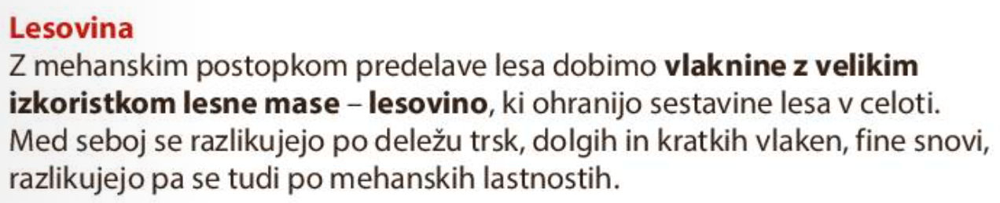 Lesovina
Z mehanskim postopkom predelave lesa dobimo vlaknine z velikim
izkoristkom lesne mase – lesovino, ki ohranijo sestavine lesa v celoti.
Med seboj se razlikujejo po deležu trsk, dolgih in kratkih vlaken, fine snovi,
razlikujejo pa se tudi po mehanskih lastnostih.